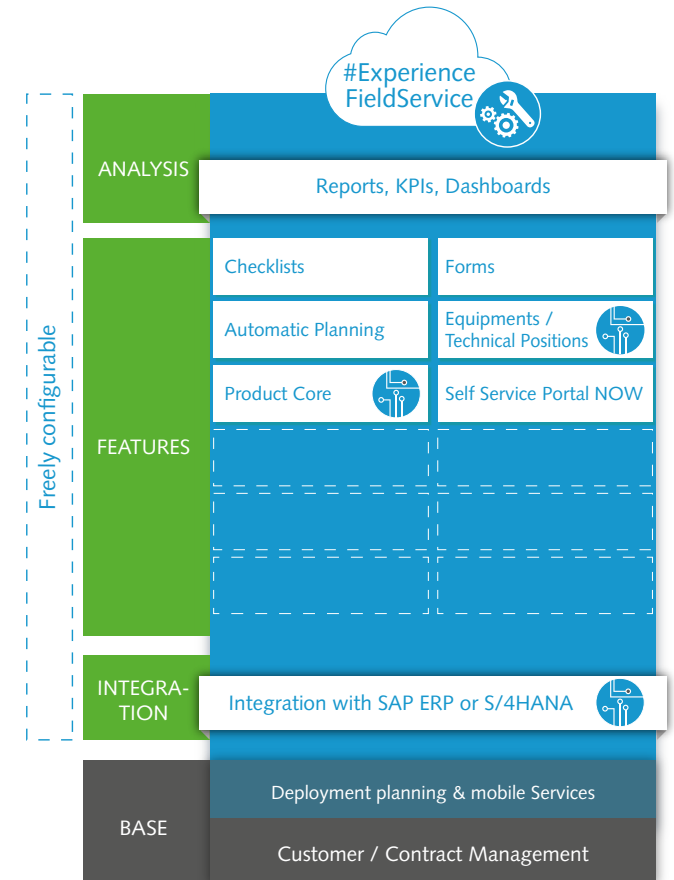 #Experience
FieldService
Freely configurable
ANALYSIS
Reports, KPIs, Dashboards
FEATURES
Checklists
Forms
Automatic Planning
Equipments /
Technical Positions
Product Core
Self Service Portal NOW
INTEGRA-
TION
Integration with SAP ERP or S/4HANA
BASE
Deployment planning & mobile Services
Customer / Contract Management